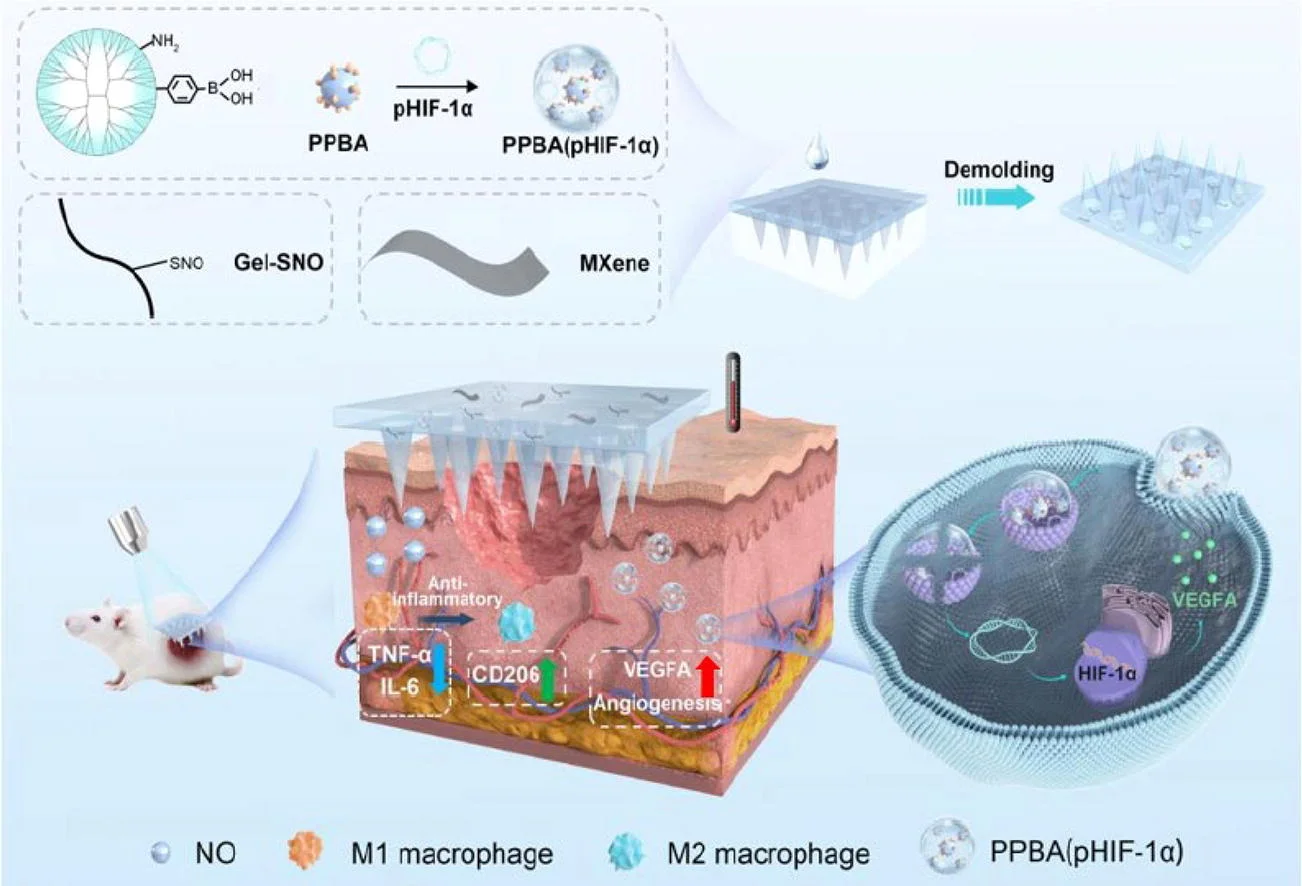 NH2
B
OH
OH
PPBA
pHIF-1α
PPBA(pHIF-1α)
SNO
Gel-SNO
MXene
Demolding
Anti-
inflammatory
TNF-α
IL-6
CD206
VEGFA
Angiogenesis
VEGFA
HIF-1α
NO
M1 macrophage
M2 macrophage
PPBA(pHIF-1α)